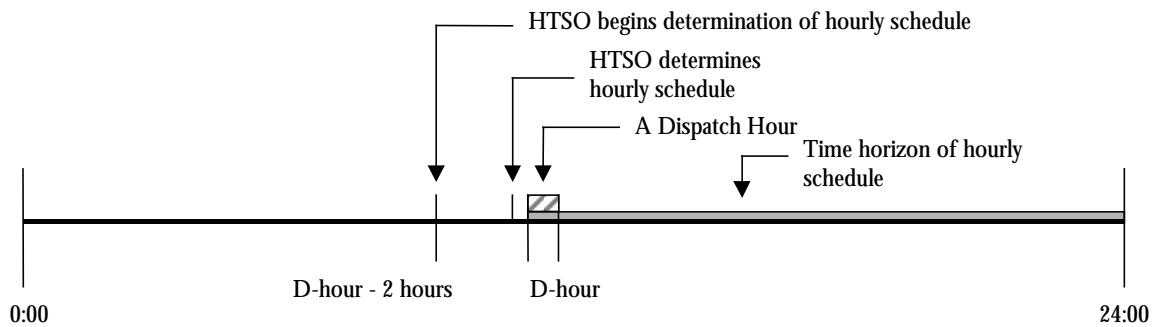 HTSO begins determination of hourly schedule
HTSO determines
hourly schedule
A Dispatch Hour
Time horizon of hourly
schedule
D-hour - 2 hours
D-hour
0:00
24:00